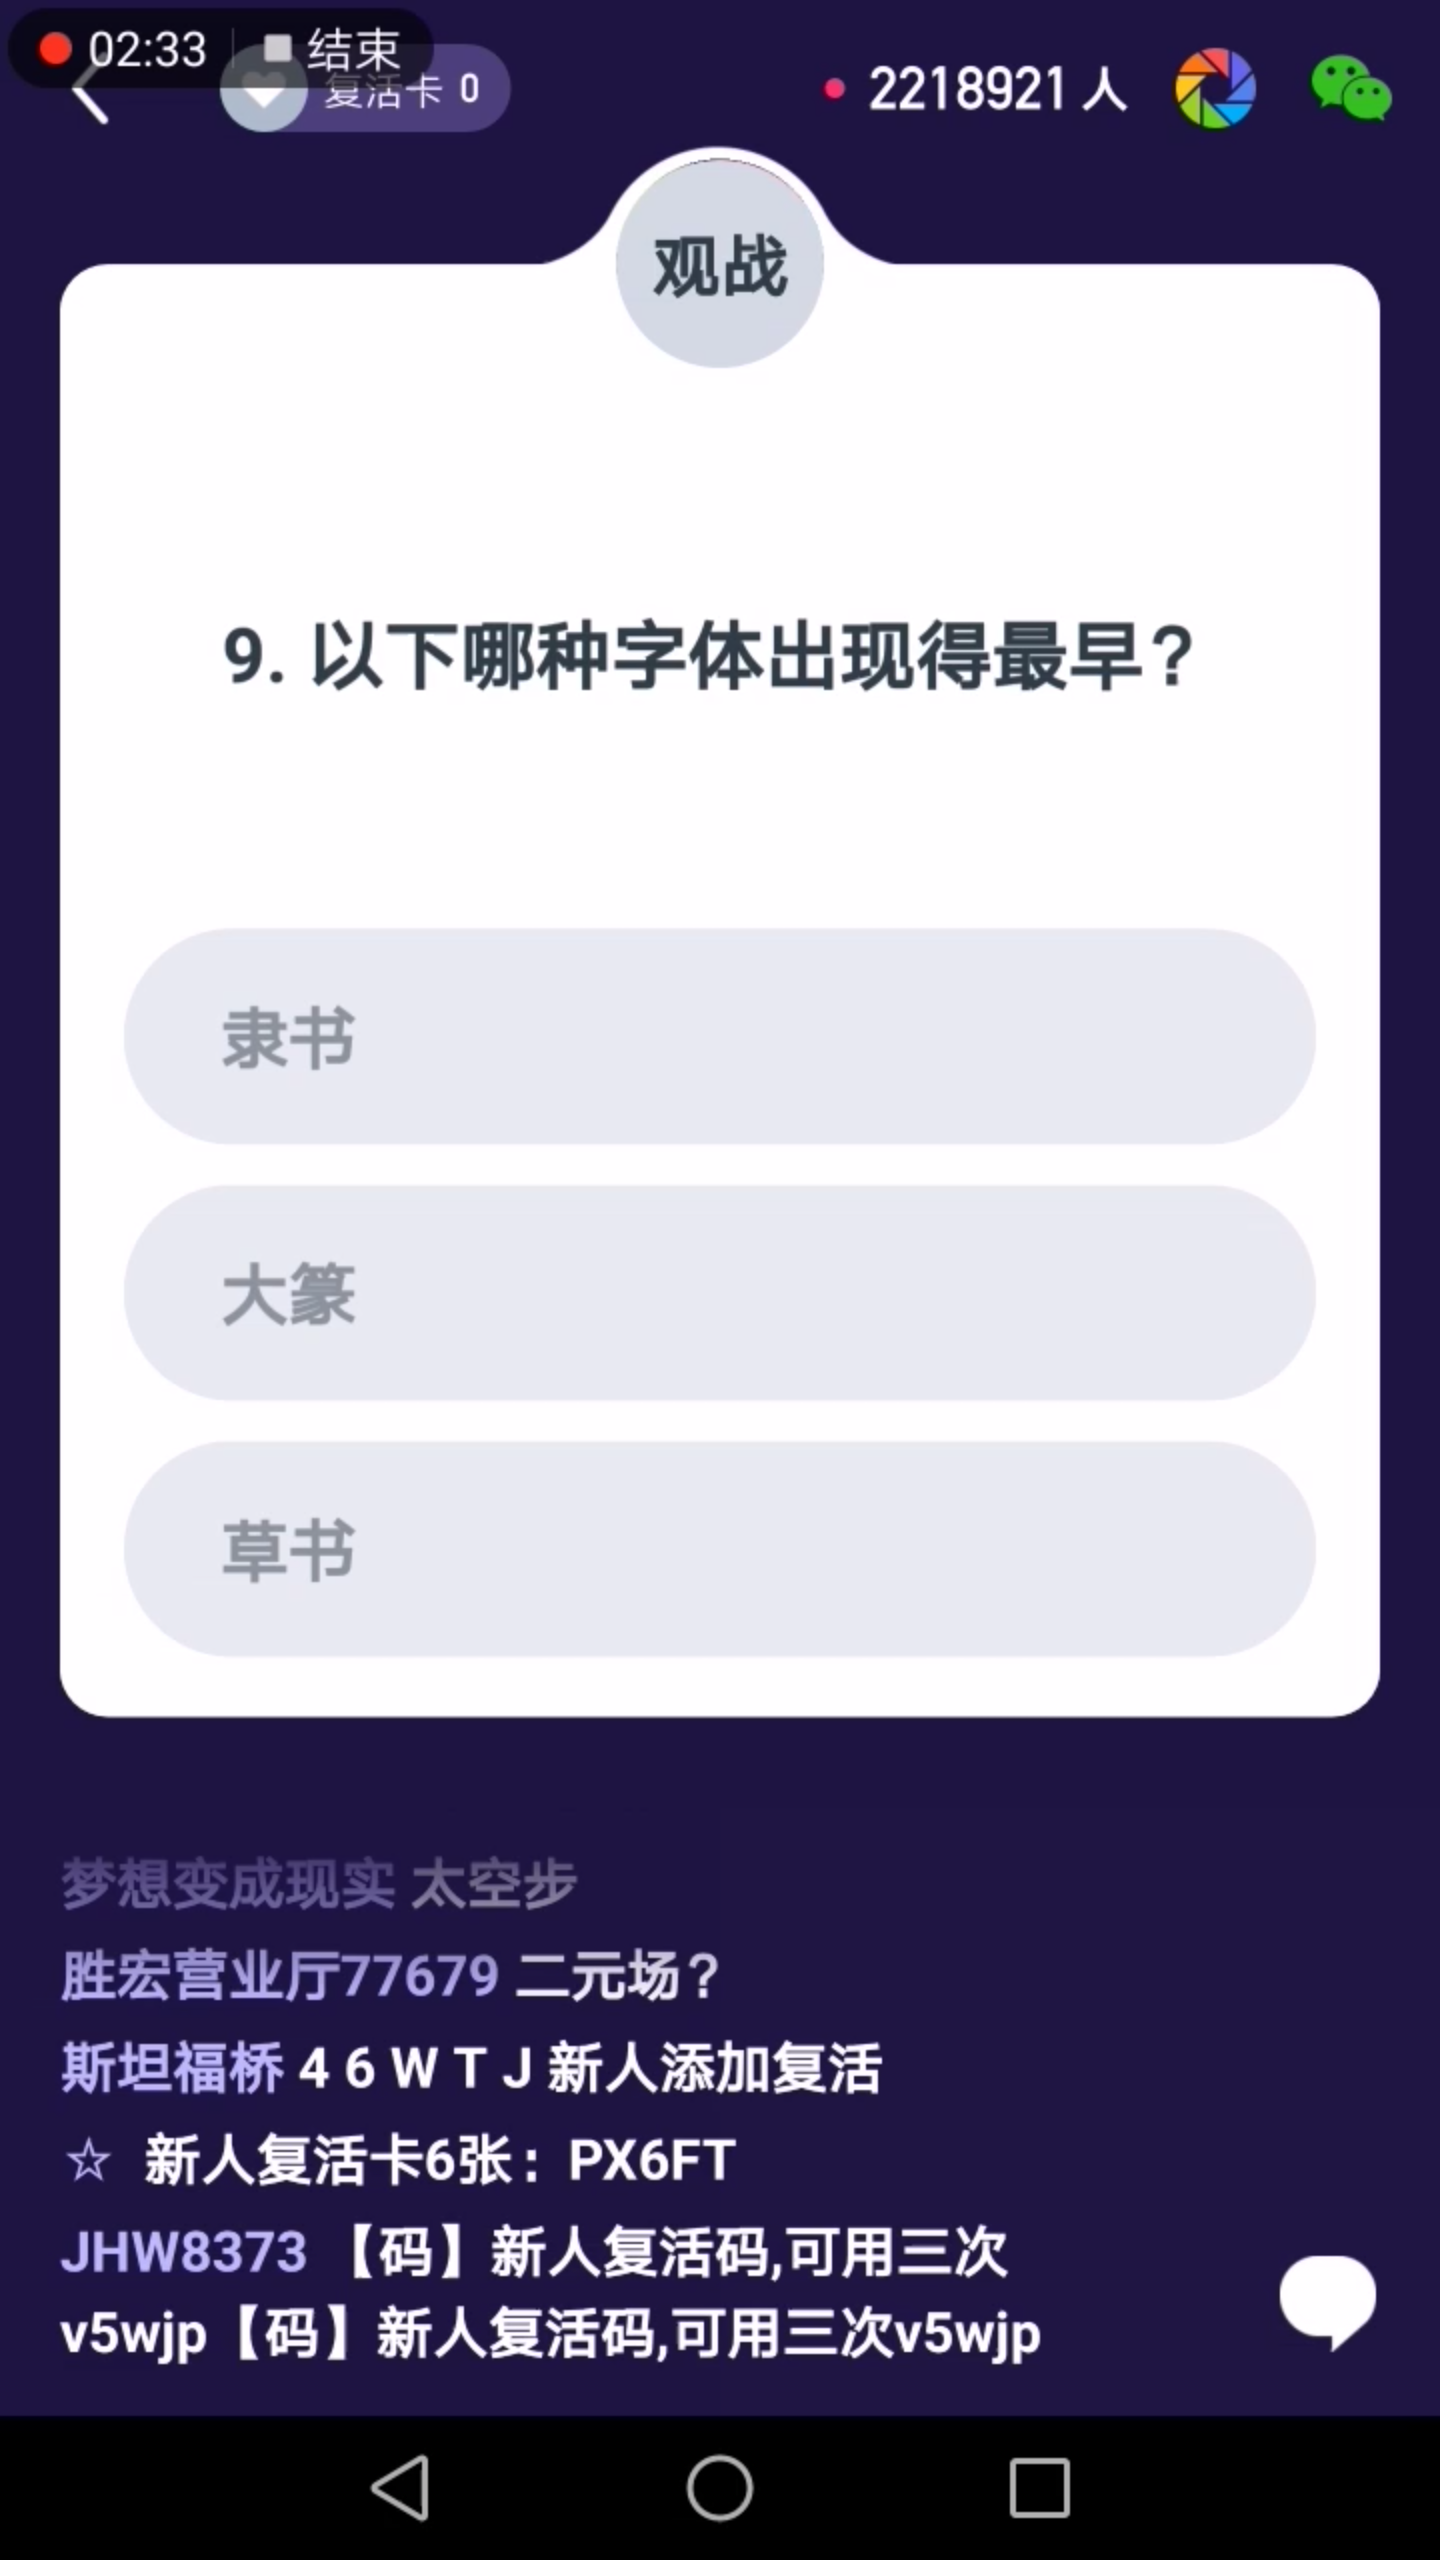 02:33 结束
复活卡 0
2218921 人
观战
9. 以下哪种字体出现得最早？
隶书
大篆
草书
梦想变成现实 太空步
胜宏营业厅77679 二元场？
斯坦福桥 4 6 W T J 新人添加复活
☆ 新人复活卡6张：PX6FT
JHW8373 【码】新人复活码,可用三次
v5wjp【码】新人复活码,可用三次v5wjp